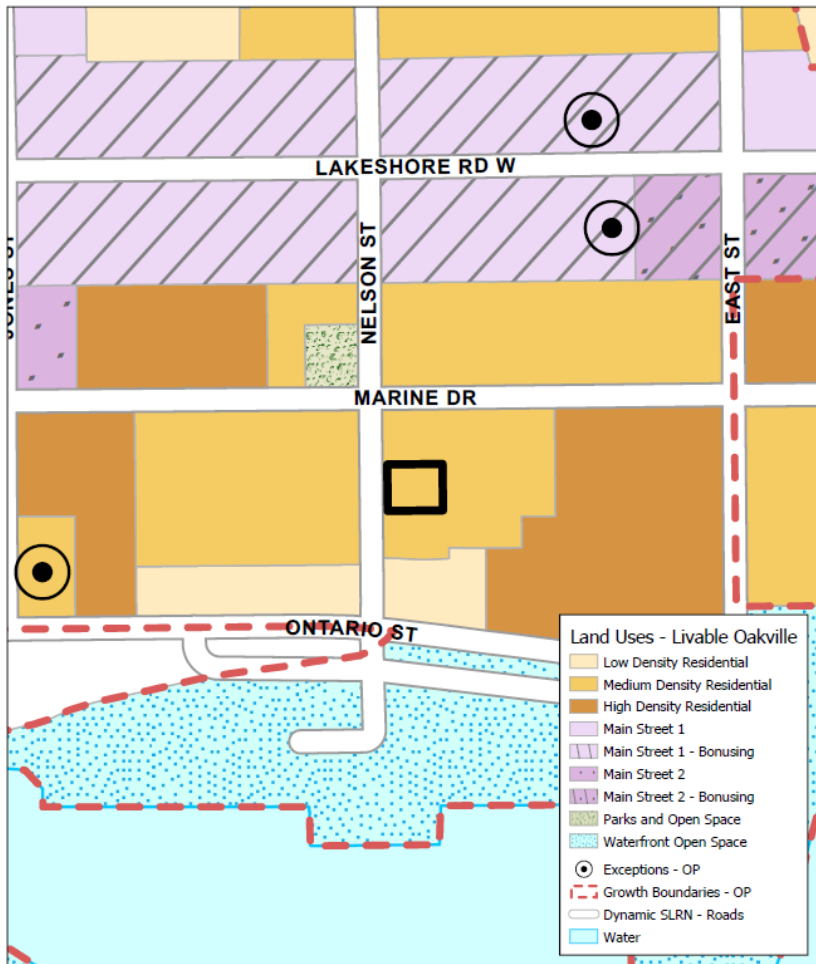 LAKESHORE RD W
NELSON ST
EAST ST
MARINE DR
ONTARIO ST
Land Uses - Livable Oakville
Low Density Residential
Medium Density Residential
High Density Residential
Main Street 1
Main Street 1 - Bonusing
Main Street 2
Main Street 2 - Bonusing
Parks and Open Space
Waterfront Open Space
Exceptions - OP
Growth Boundaries - OP
Dynamic SLRN - Roads
Water